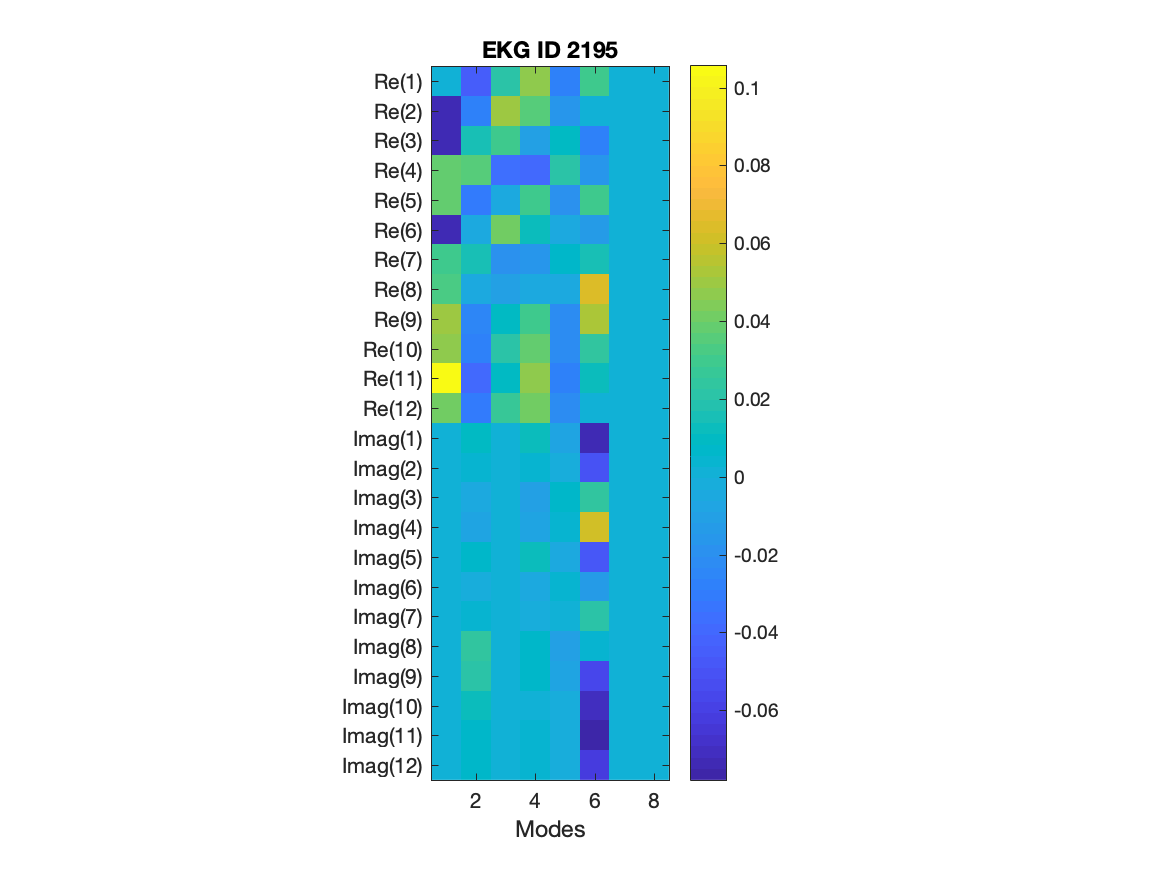 EKG ID 2195
Re(1)
Re(2)
Re(3)
Re(4)
Re(5)
Re(6)
Re(7)
Re(8)
Re(9)
Re(10)
Re(11)
Re(12)
Imag(1)
Imag(2)
Imag(3)
Imag(4)
Imag(5)
Imag(6)
Imag(7)
Imag(8)
Imag(9)
Imag(10)
Imag(11)
Imag(12)
2 4 6 8
Modes
0.1
0.08
0.06
0.04
0.02
0
-0.02
-0.04
-0.06